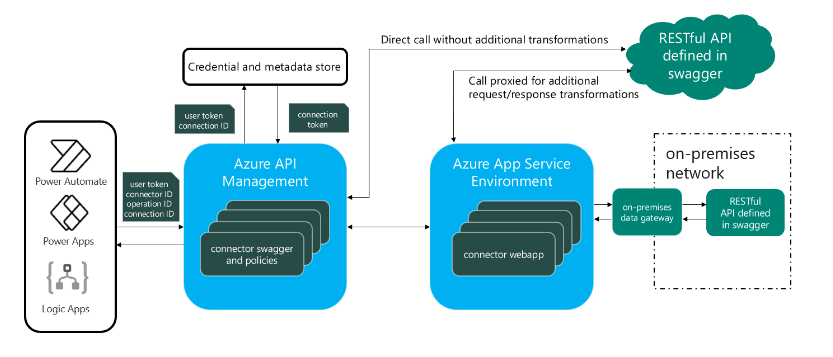 Direct call without additional transformations
RESTful API
defined in
swagger
Credential and metadata store
Call proxied for additional
request/response transformations
user token
connection ID
connection
token
Power Automate
Power Apps
Logic Apps
user token
connector ID
operation ID
connection ID
Azure API
Management
connector swagger
and policies
Azure App Service
Environment
connector webapp
on-premises
network
on-premises
data gateway
RESTful
API defined
in swagger